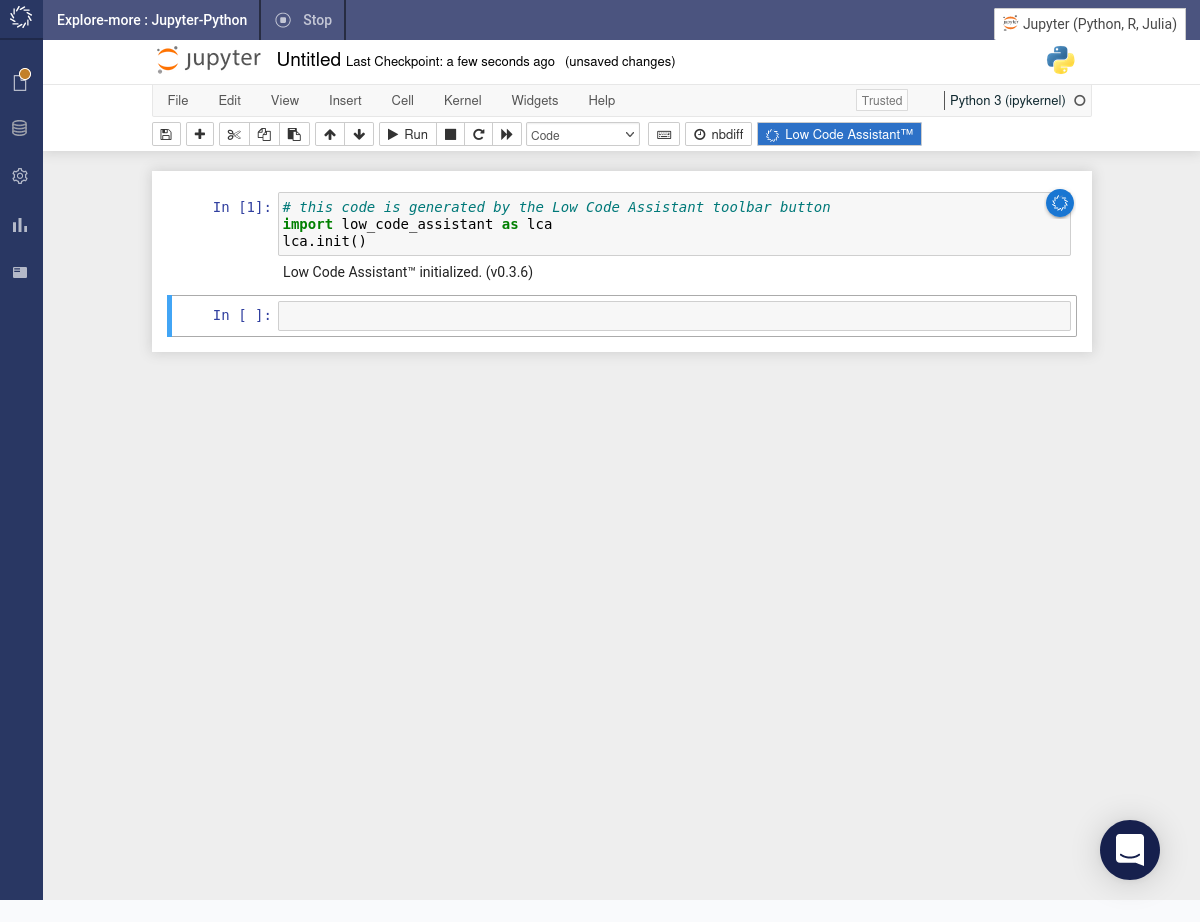 Explore-more : Jupyter-Python
Stop
Jupyter (Python, R, Julia)
jupyter Untitled Last Checkpoint: a few seconds ago (unsaved changes)
File Edit View Insert Cell Kernel Widgets Help Trusted Python 3 (ipykernel)
Run Code nbdiff Low Code Assistant™
In [1]: # this code is generated by the Low Code Assistant toolbar button
import low_code_assistant as lca
lca.init()
Low Code Assistant™ initialized. (v0.3.6)
In [ ]: